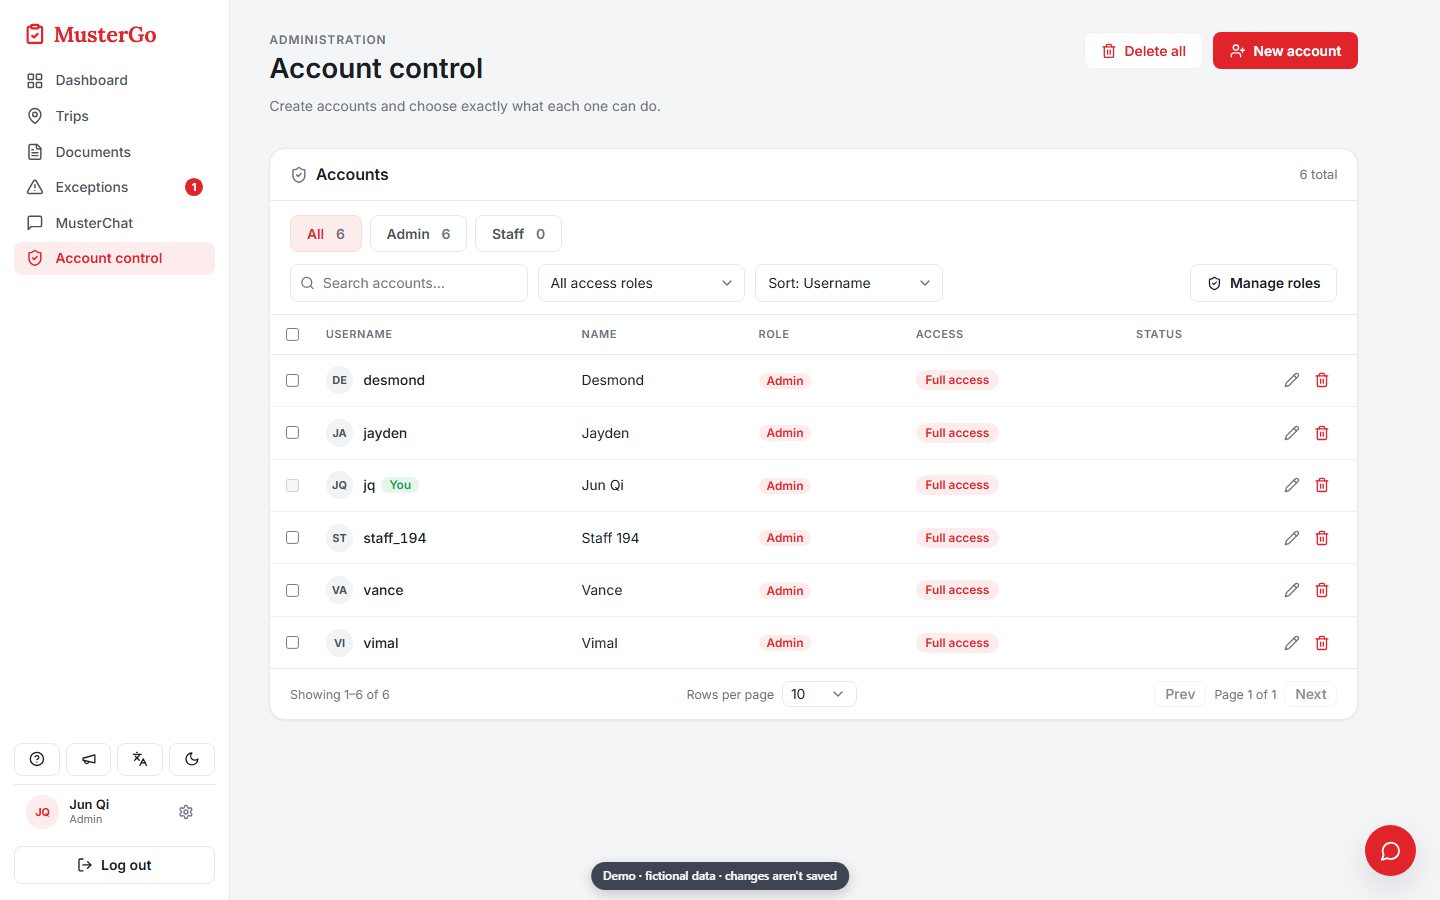 MusterGo
Dashboard
Trips
Documents
Exceptions 1
MusterChat
Account control
Jun Qi
JQ
Admin
Log out
ADMINISTRATION
Account control
Create accounts and choose exactly what each one can do.
Delete all
New account
Accounts
6 total
All 6
Admin 6
Staff 0
Search accounts...
All access roles
Sort: Username
Manage roles
USERNAME NAME ROLE ACCESS STATUS
DE desmond Desmond Admin Full access
JA jayden Jayden Admin Full access
JQ jq You Jun Qi Admin Full access
ST staff_194 Staff 194 Admin Full access
VA vance Vance Admin Full access
VI vimal Vimal Admin Full access
Showing 1–6 of 6
Rows per page 10
Prev Page 1 of 1 Next
Demo · fictional data · changes aren't saved